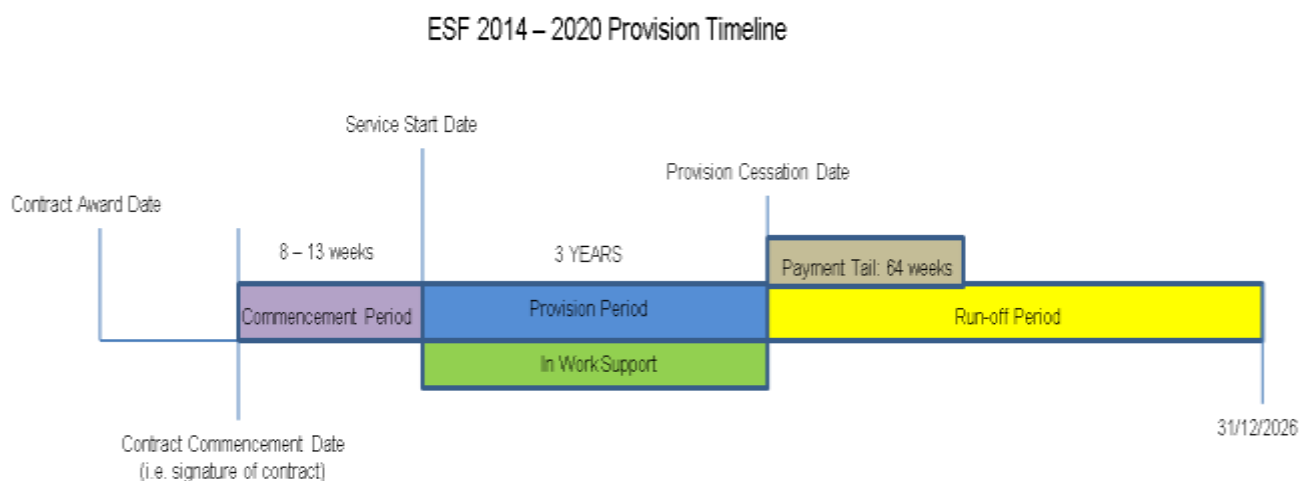 ESF 2014 – 2020 Provision Timeline
Service Start Date
Provision Cessation Date
Contract Award Date
8 – 13 weeks
3 YEARS
Payment Tail: 64 weeks
Commencement Period
Provision Period
Run-off Period
In Work Support
31/12/2026
Contract Commencement Date
(i.e. signature of contract)